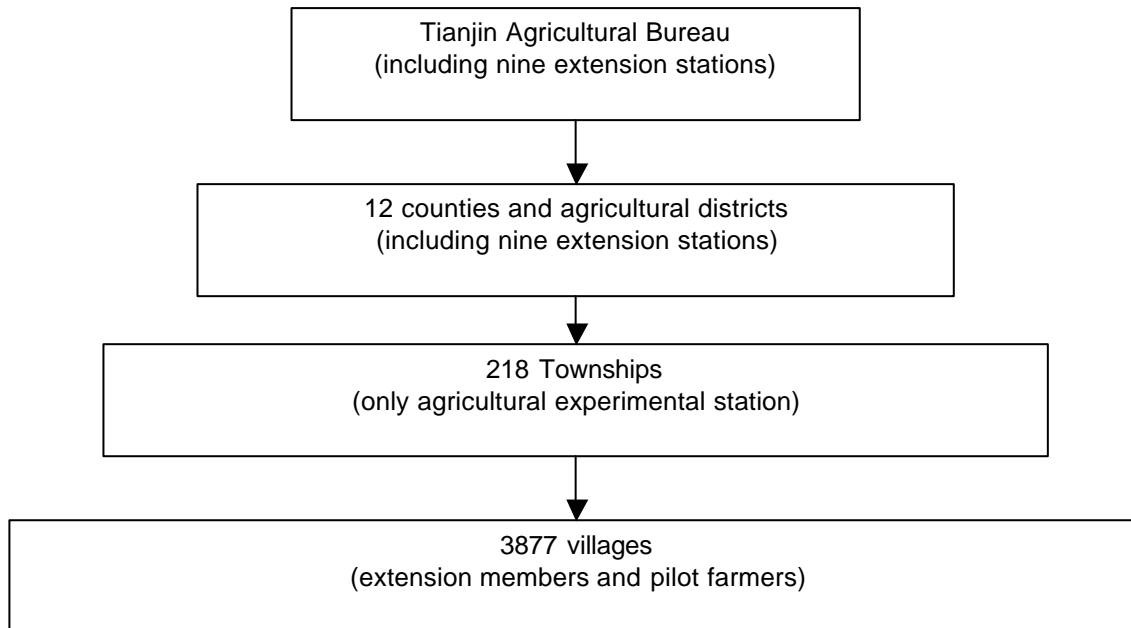 Tianjin Agricultural Bureau
(including nine extension stations)
12 counties and agricultural districts
(including nine extension stations)
218 Townships
(only agricultural experimental station)
3877 villages
(extension members and pilot farmers)